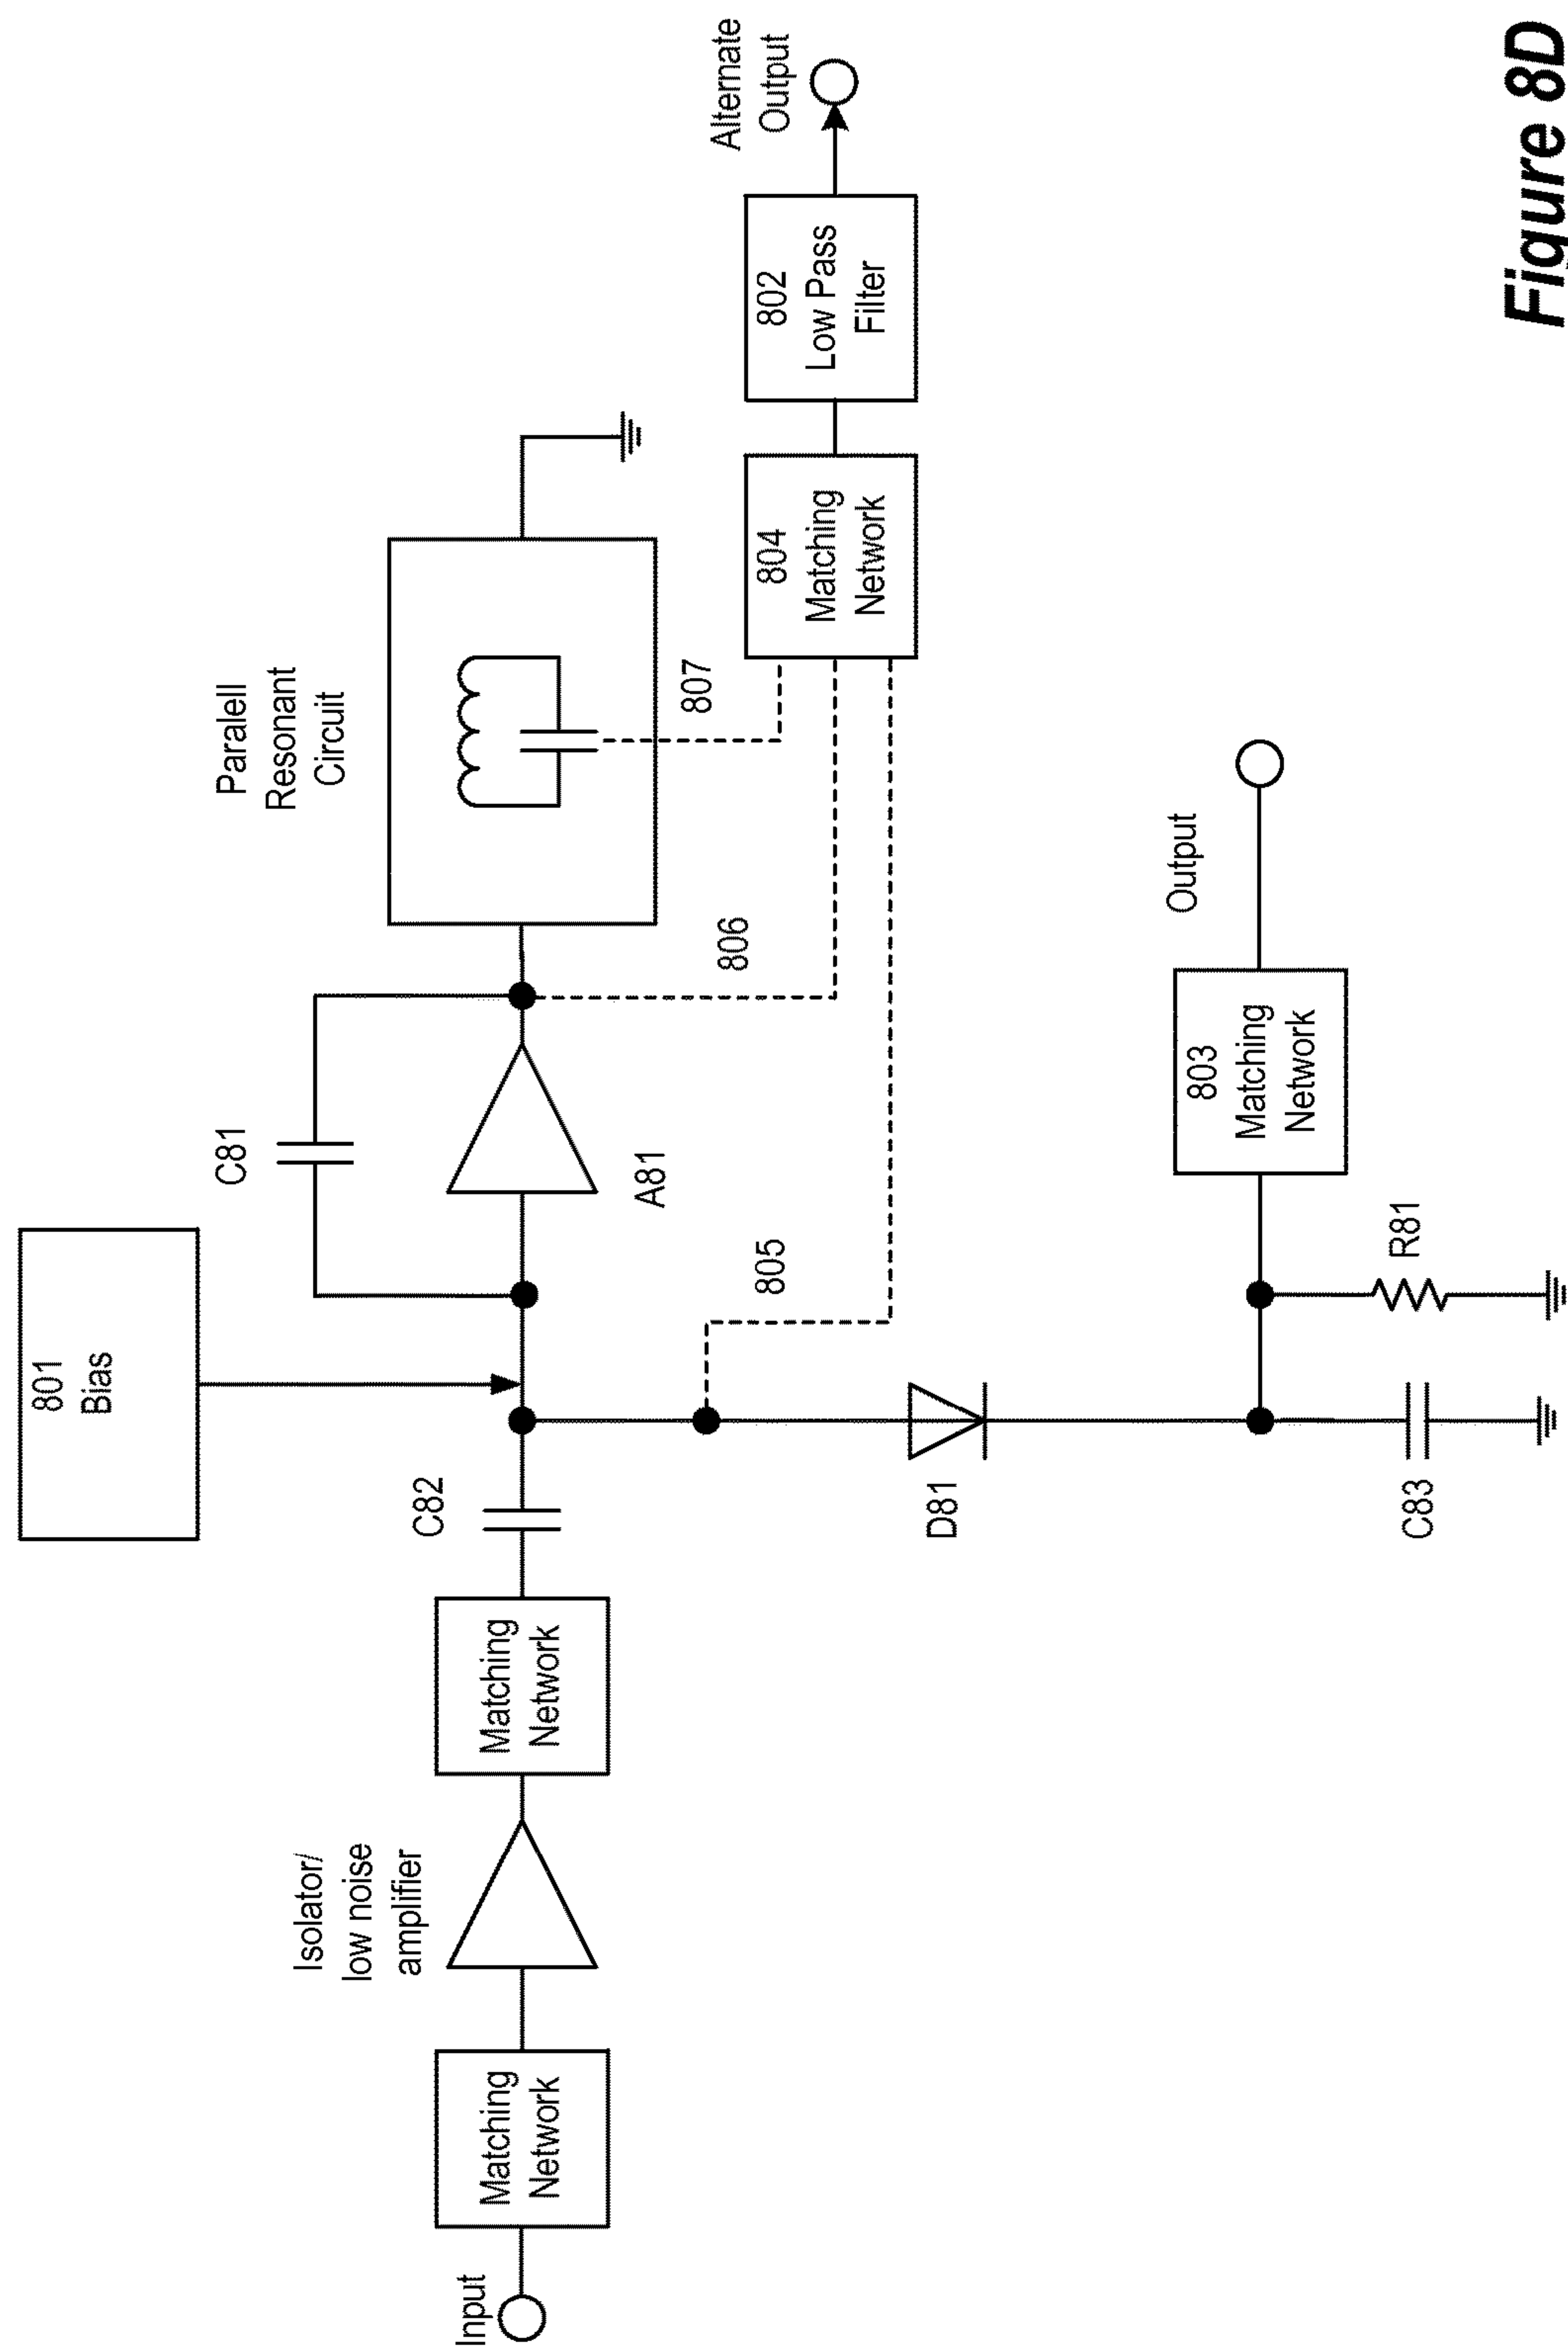 801
Bias
C81
A81
Paralell
Resonant
Circuit
Isolator/
low noise
amplifier
Input
Matching
Network
Matching
Network
C82
805
806
807
804
Matching
Network
802
Low Pass
Filter
Alternate
Output
D81
C83
R81
803
Matching
Network
Output
Figure 8D